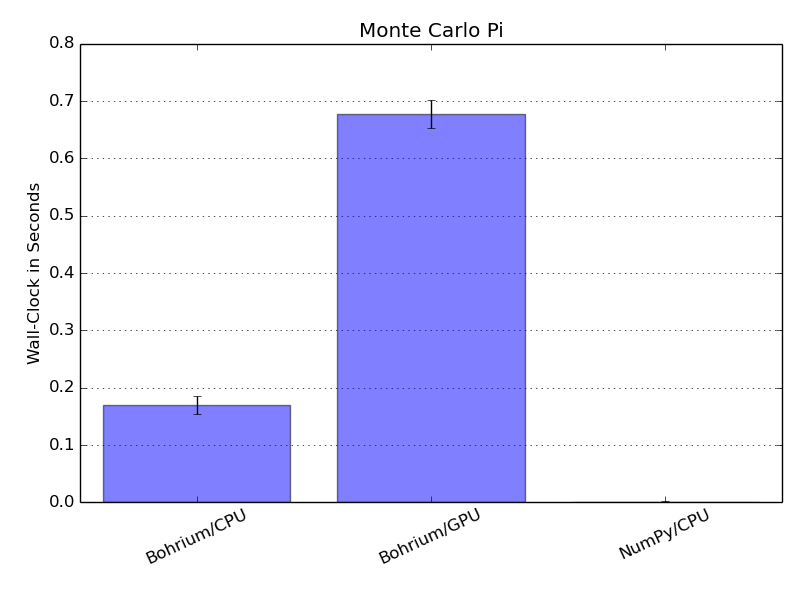 Monte Carlo Pi
Wall-Clock in Seconds
0.8
0.7
0.6
0.5
0.4
0.3
0.2
0.1
0.0
Bohrium/CPU
Bohrium/GPU
NumPy/CPU